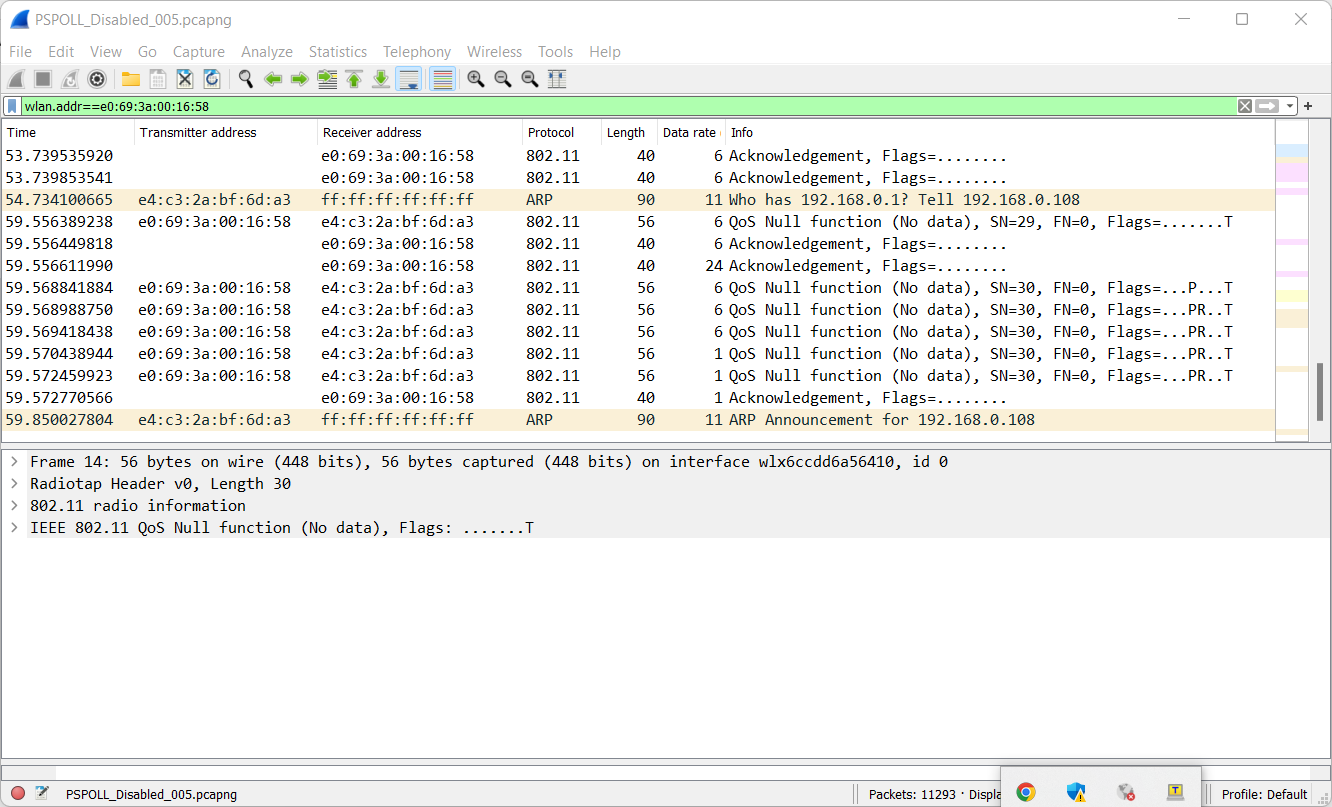 PSPOLL_Disabled_005.pcapng
File Edit View Go Capture Analyze Statistics Telephony Wireless Tools Help
wlan.addr==e0:69:3a:00:16:58
Time Transmitter address Receiver address Protocol Length Data rate Info
53.739535920 e0:69:3a:00:16:58 802.11 40 6 Acknowledgement, Flags=........
53.739853541 e0:69:3a:00:16:58 802.11 40 6 Acknowledgement, Flags=........
54.734100665 e4:c3:2a:bf:6d:a3 ff:ff:ff:ff:ff:ff ARP 90 11 Who has 192.168.0.1? Tell 192.168.0.108
59.556389238 e0:69:3a:00:16:58 e4:c3:2a:bf:6d:a3 802.11 56 6 QoS Null function (No data), SN=29, FN=0, Flags=.......T
59.556449818 e0:69:3a:00:16:58 802.11 40 6 Acknowledgement, Flags=........
59.556611990 e0:69:3a:00:16:58 802.11 40 24 Acknowledgement, Flags=........
59.568841884 e0:69:3a:00:16:58 e4:c3:2a:bf:6d:a3 802.11 56 6 QoS Null function (No data), SN=30, FN=0, Flags=...P...T
59.568988750 e0:69:3a:00:16:58 e4:c3:2a:bf:6d:a3 802.11 56 6 QoS Null function (No data), SN=30, FN=0, Flags=...PR..T
59.569418438 e0:69:3a:00:16:58 e4:c3:2a:bf:6d:a3 802.11 56 6 QoS Null function (No data), SN=30, FN=0, Flags=...PR..T
59.570438944 e0:69:3a:00:16:58 e4:c3:2a:bf:6d:a3 802.11 56 1 QoS Null function (No data), SN=30, FN=0, Flags=...PR..T
59.572459923 e0:69:3a:00:16:58 e4:c3:2a:bf:6d:a3 802.11 56 1 QoS Null function (No data), SN=30, FN=0, Flags=...PR..T
59.572770566 e0:69:3a:00:16:58 802.11 40 1 Acknowledgement, Flags=........
59.850027804 e4:c3:2a:bf:6d:a3 ff:ff:ff:ff:ff:ff ARP 90 11 ARP Announcement for 192.168.0.108
Frame 14: 56 bytes on wire (448 bits), 56 bytes captured (448 bits) on interface wlx6ccdd6a56410, id 0
Radiotap Header v0, Length 30
802.11 radio information
IEEE 802.11 QoS Null function (No data), Flags: .......T
PSPOLL_Disabled_005.pcapng Packets: 11293 · Displa Profile: Default